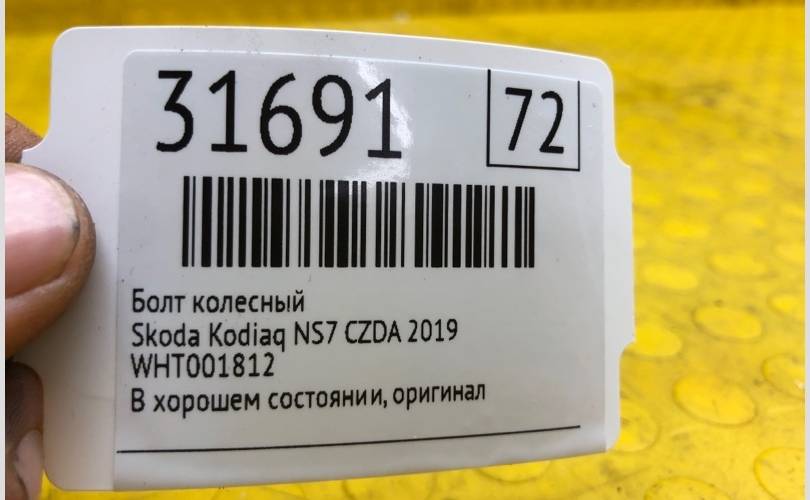 31691
72
Болт колесный
Skoda Kodiaq NS7 CZDA 2019
WHT001812
В хорошем состоянии, оригинал